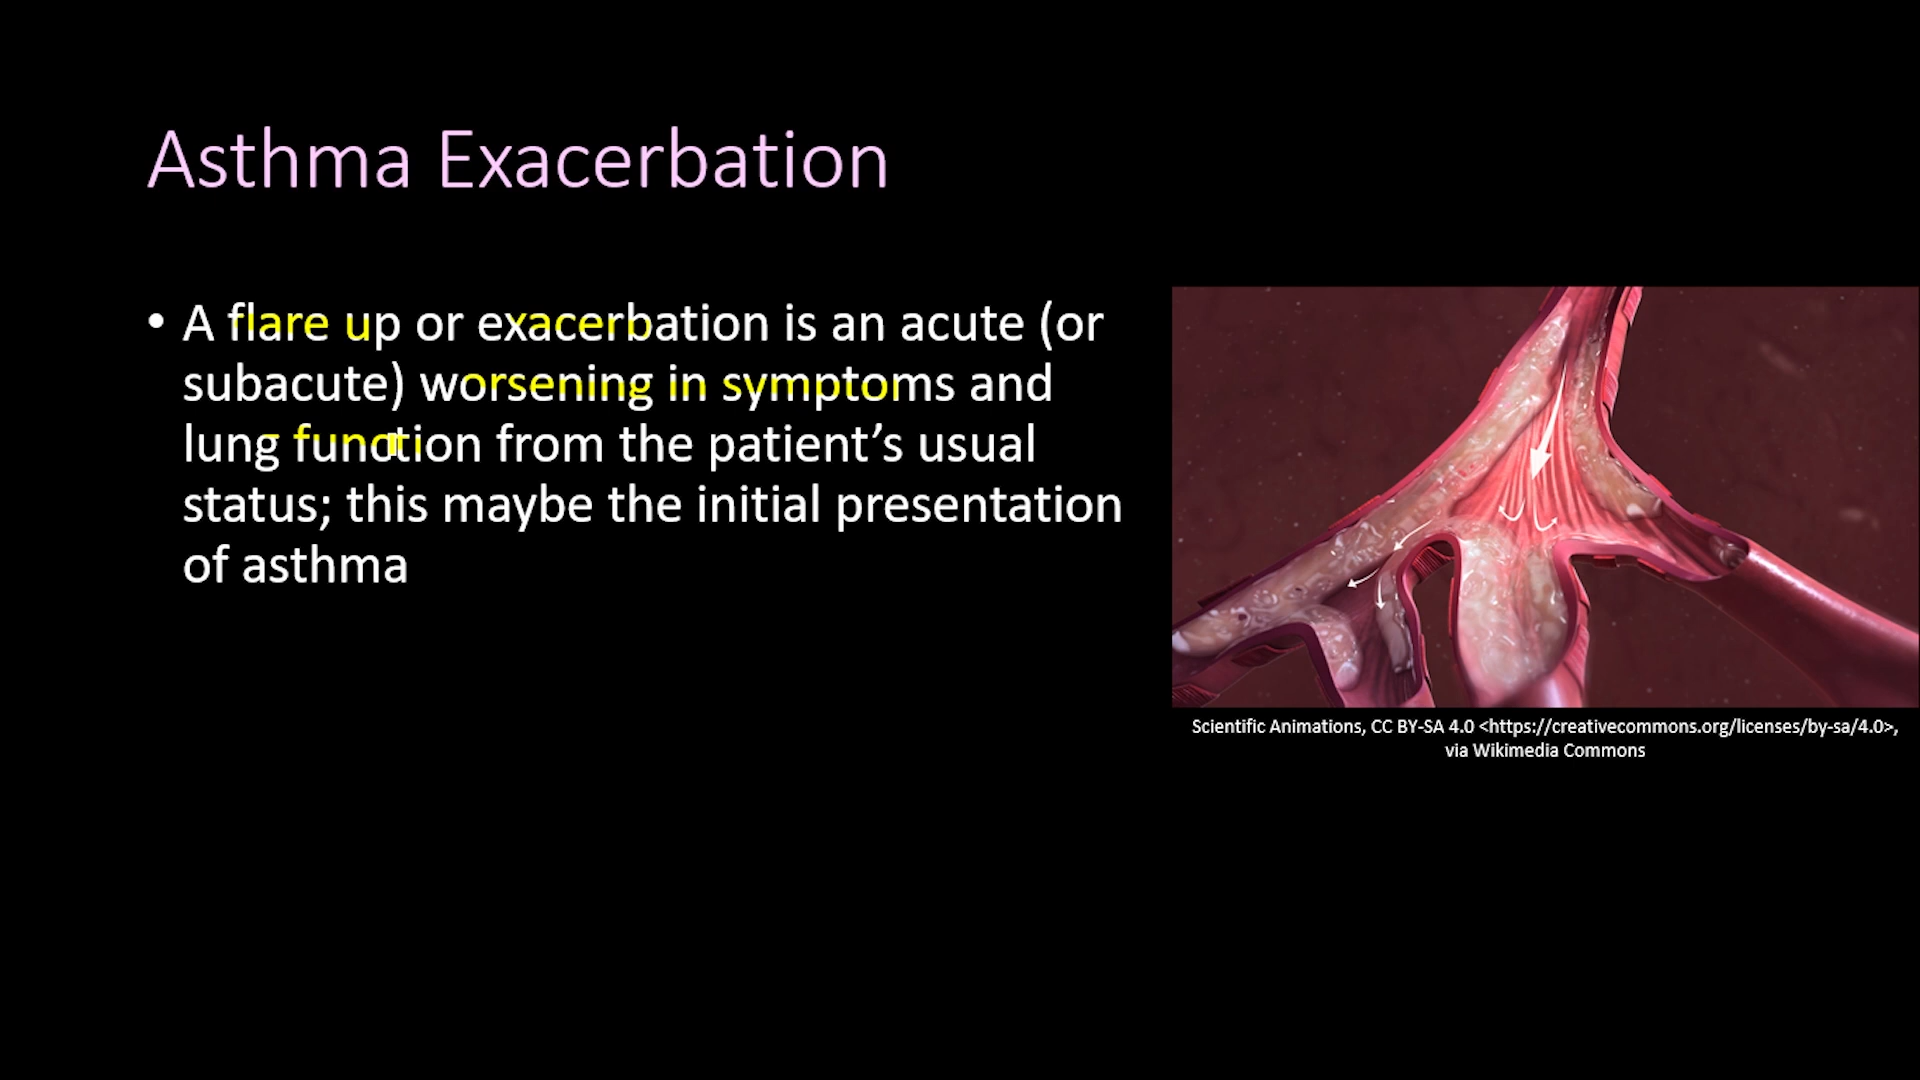 Asthma Exacerbation
• A flare up or exacerbation is an acute (or
subacute) worsening in symptoms and
lung function from the patient’s usual
status; this maybe the initial presentation
of asthma
Scientific Animations, CC BY-SA 4.0 <https://creativecommons.org/licenses/by-sa/4.0>,
via Wikimedia Commons